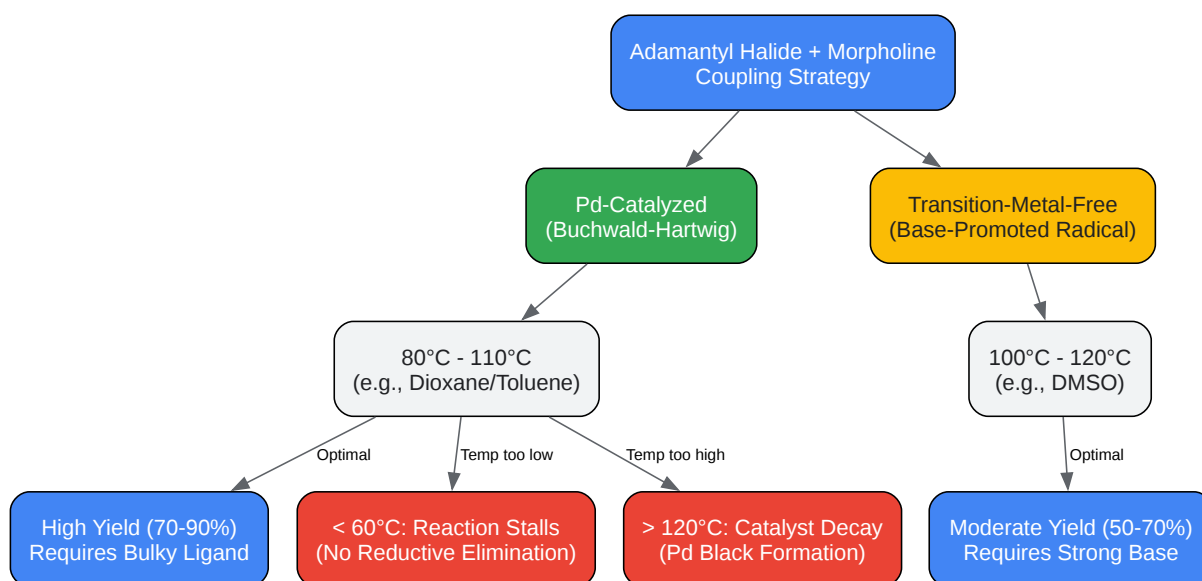 Adamantyl Halide + Morpholine
Coupling Strategy
Pd-Catalyzed
(Buchwald-Hartwig)
Transition-Metal-Free
(Base-Promoted Radical)
80°C - 110°C
(e.g., Dioxane/Toluene)
100°C - 120°C
(e.g., DMSO)
Optimal
Temp too low
Temp too high
Optimal
High Yield (70-90%)
Requires Bulky Ligand
< 60°C: Reaction Stalls
(No Reductive Elimination)
> 120°C: Catalyst Decay
(Pd Black Formation)
Moderate Yield (50-70%)
Requires Strong Base